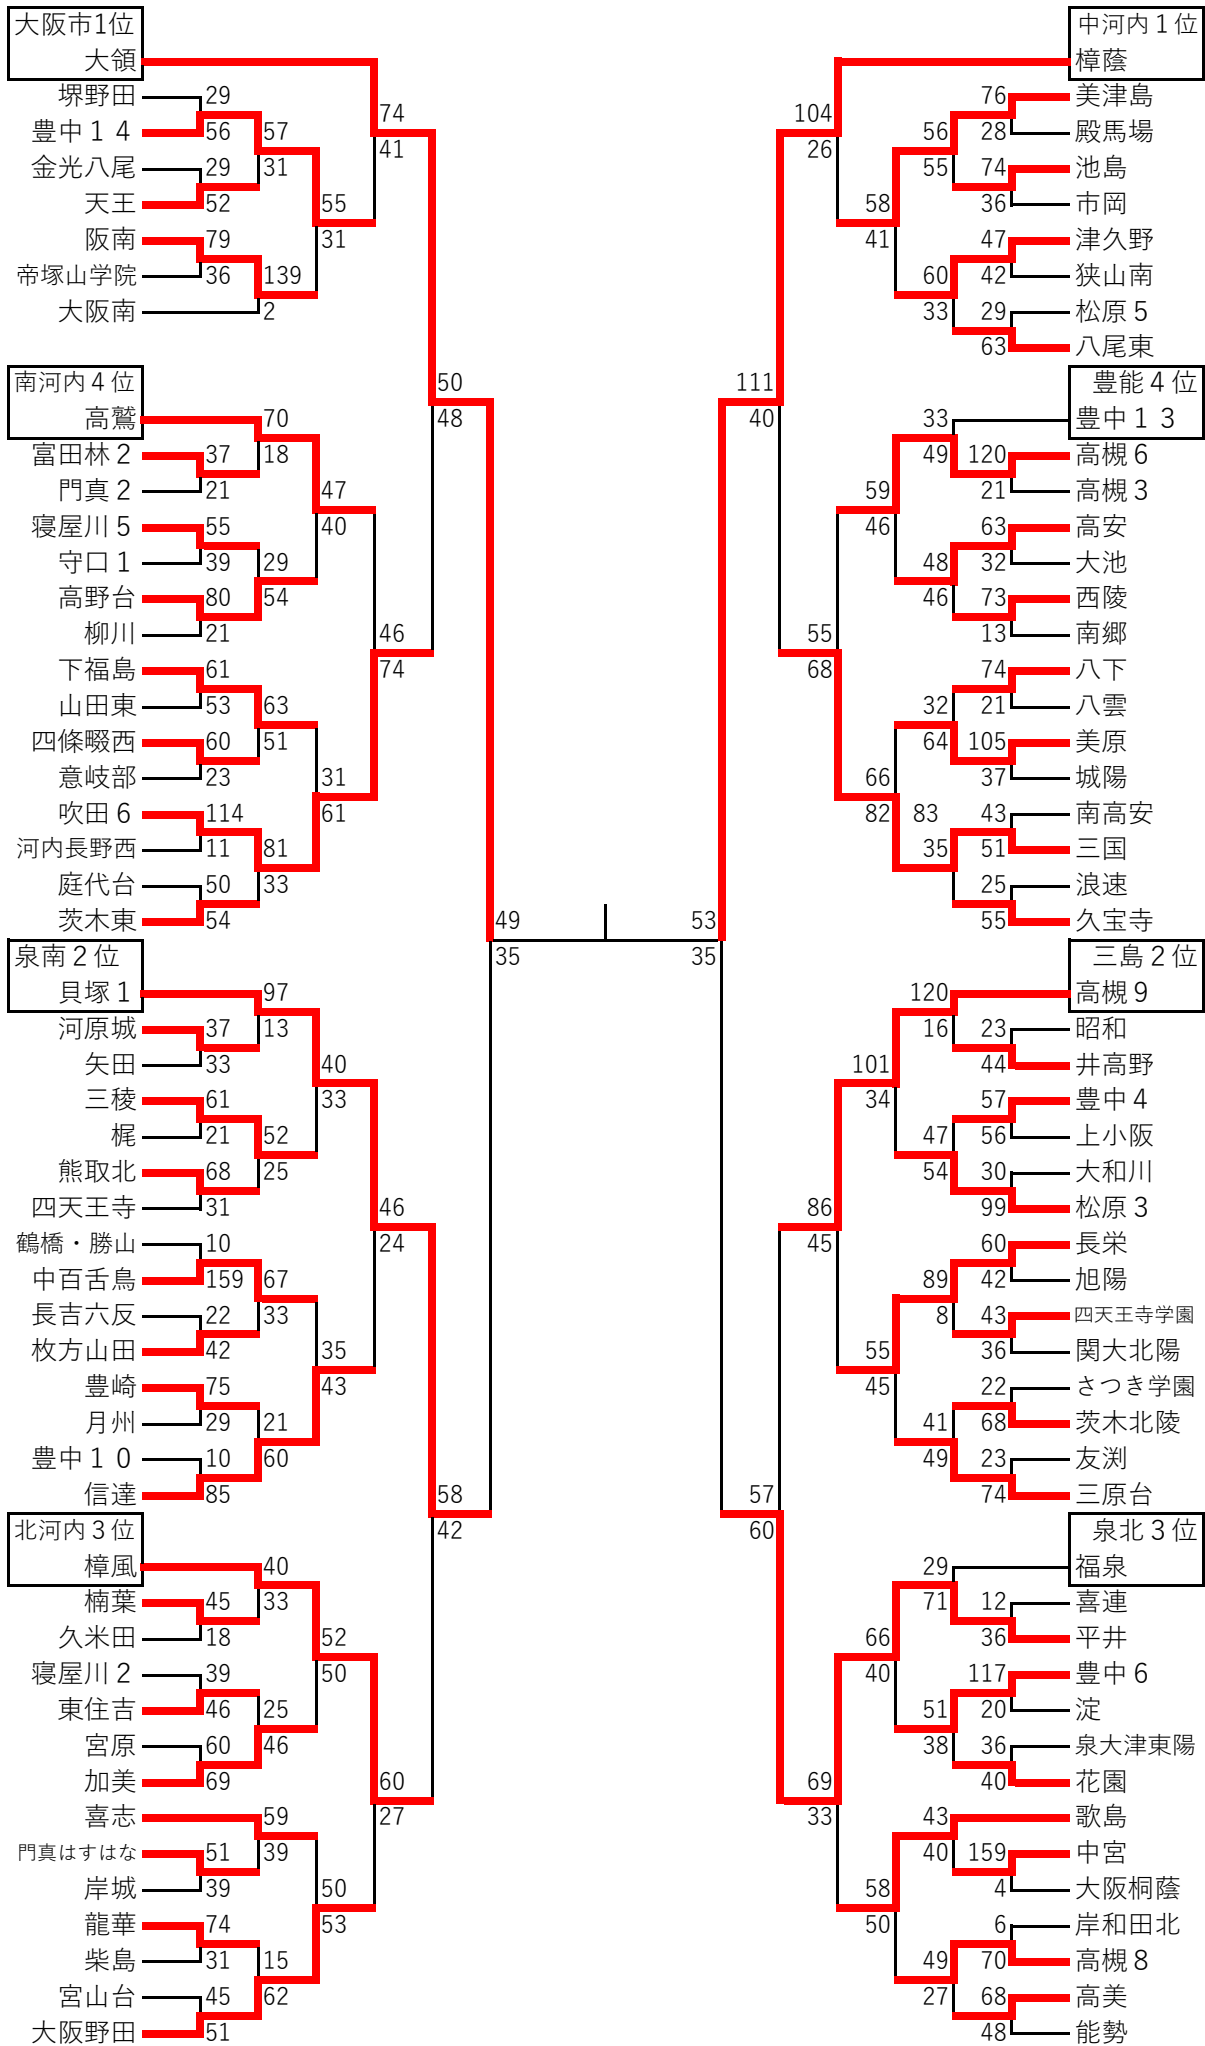 大阪市1位
大領
堺野田
豊中１４
金光八尾
天王
阪南
帝塚山学院
大阪南
29
56
29
52
79
36
57
31
139
2
55
31
74
41
南河内４位
高鷲
富田林２
門真２
寝屋川５
守口１
高野台
柳川
下福島
山田東
四條畷西
意岐部
吹田６
河内長野西
庭代台
茨木東
37
21
55
39
80
21
61
53
60
23
114
11
50
54
70
18
29
54
63
51
81
33
47
40
31
61
46
74
50
48
泉南２位
貝塚１
河原城
矢田
三稜
梶
熊取北
四天王寺
鶴橋・勝山
中百舌鳥
長吉六反
枚方山田
豊崎
月州
豊中１０
信達
37
33
61
21
68
31
10
159
22
42
75
29
10
85
97
13
52
25
67
33
21
60
40
33
35
43
46
24
北河内３位
樟風
楠葉
久米田
寝屋川２
東住吉
宮原
加美
喜志
門真はすはな
岸城
龍華
柴島
宮山台
大阪野田
45
18
39
46
60
69
51
39
74
31
45
51
40
33
25
46
59
39
15
62
52
50
50
53
60
27
58
42
49
35
53
35
中河内１位
樟蔭
美津島
殿馬場
池島
市岡
津久野
狭山南
松原５
八尾東
76
28
74
36
47
42
29
63
56
55
60
33
58
41
104
26
豊能４位
豊中１３
高槻６
高槻３
高安
大池
西陵
南郷
八下
八雲
美原
城陽
南高安
三国
浪速
久宝寺
120
21
63
32
73
13
74
21
105
37
43
51
25
55
33
49
48
46
32
64
83
35
59
46
66
82
55
68
111
40
三島２位
高槻９
昭和
井高野
豊中４
上小阪
大和川
松原３
長栄
旭陽
四天王寺学園
関大北陽
さつき学園
茨木北陵
友渕
三原台
23
44
57
56
30
99
60
42
43
36
22
68
23
74
120
16
47
54
89
8
41
49
101
34
55
45
86
45
泉北３位
福泉
喜連
平井
豊中６
淀
泉大津東陽
花園
歌島
中宮
大阪桐蔭
岸和田北
高槻８
高美
能勢
12
36
117
20
36
40
159
4
6
70
68
48
29
71
51
38
43
40
49
27
66
40
58
50
69
33
57
60